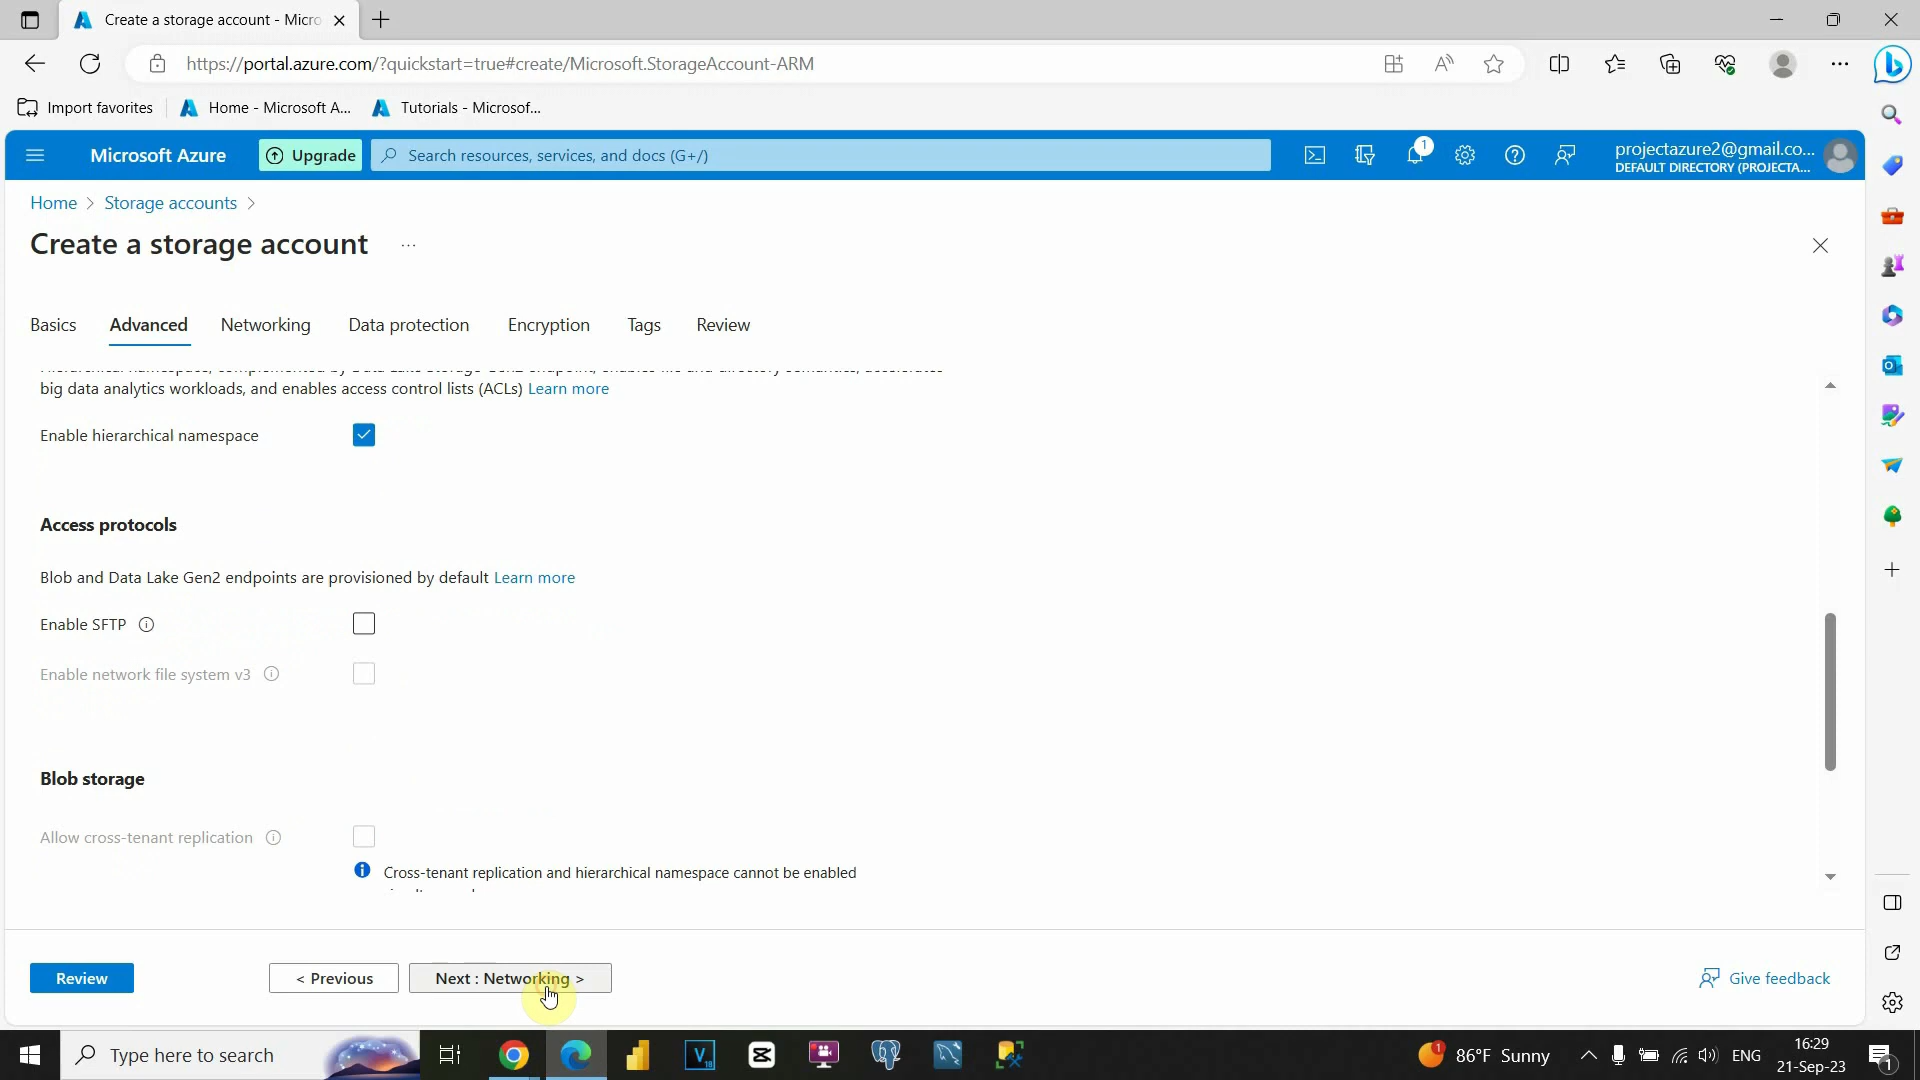 Create a storage account - Micro
https://portal.azure.com/?quickstart=true#create/Microsoft.StorageAccount-ARM
Import favorites
Home - Microsoft A...
Tutorials - Microsof...
Microsoft Azure
Upgrade
Search resources, services, and docs (G+/)
1
projectazure2@gmail.co...
DEFAULT DIRECTORY (PROJECTA...
Home > Storage accounts >
Create a storage account ...
Basics
Advanced
Networking
Data protection
Encryption
Tags
Review
big data analytics workloads, and enables access control lists (ACLs) Learn more
Enable hierarchical namespace
Access protocols
Blob and Data Lake Gen2 endpoints are provisioned by default Learn more
Enable SFTP
Enable network file system v3
Blob storage
Allow cross-tenant replication
Cross-tenant replication and hierarchical namespace cannot be enabled
Review
< Previous
Next : Networking >
Give feedback
Type here to search
1
86°F Sunny
ENG
16:29
21-Sep-23
1